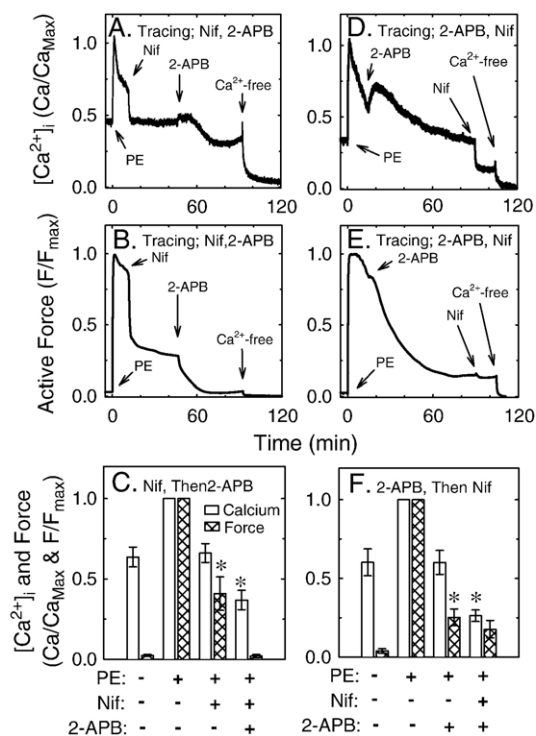 A. Tracing; Nif, 2-APB
Nif
2-APB
Ca²⁺-free
PE
1.0
0.5
0.0
0 60 120
[Ca²⁺]i (Ca/CaMax)
D. Tracing; 2-APB, Nif
2-APB
Nif
Ca²⁺-free
PE
1.0
0.5
0.0
0 60 120
B. Tracing; Nif,2-APB
Nif
2-APB
Ca²⁺-free
PE
1.0
0.5
0.0
0 60 120
Active Force (F/Fmax)
E. Tracing; 2-APB, Nif
2-APB
Nif
Ca²⁺-free
PE
1.0
0.5
0.0
0 60 120
Time (min)
C. Nif, Then2-APB
Calcium
Force
* *
1.0
0.5
0.0
[Ca²⁺]i and Force
(Ca/CaMax & F/Fmax)
PE: - + + +
Nif: - - + +
2-APB: - - - +
F. 2-APB, Then Nif
* *
1.0
0.5
0.0
PE: - + + +
Nif: - - - +
2-APB: - - + +